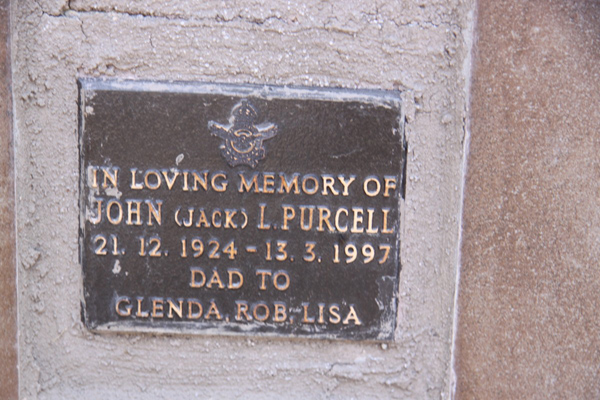 IN LOVING MEMORY OF
JOHN (JACK) L. PURCELL
21. 12. 1924 - 13. 3. 1997
DAD TO
GLENDA, ROB, LISA